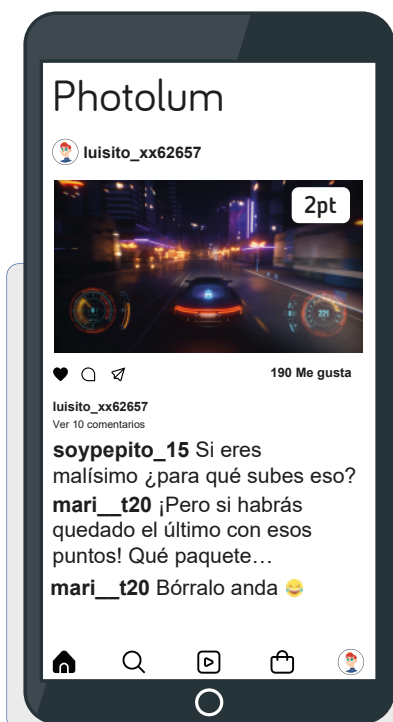 Photolum
luisito_xx62657
2pt
190 Me gusta
luisito_xx62657
Ver 10 comentarios
soypepito_15 Si eres
malísimo ¿para qué subes eso?
mari__t20 ¡Pero si habrás
quedado el último con esos
puntos! Qué paquete…
mari__t20 Bórralo anda 😂